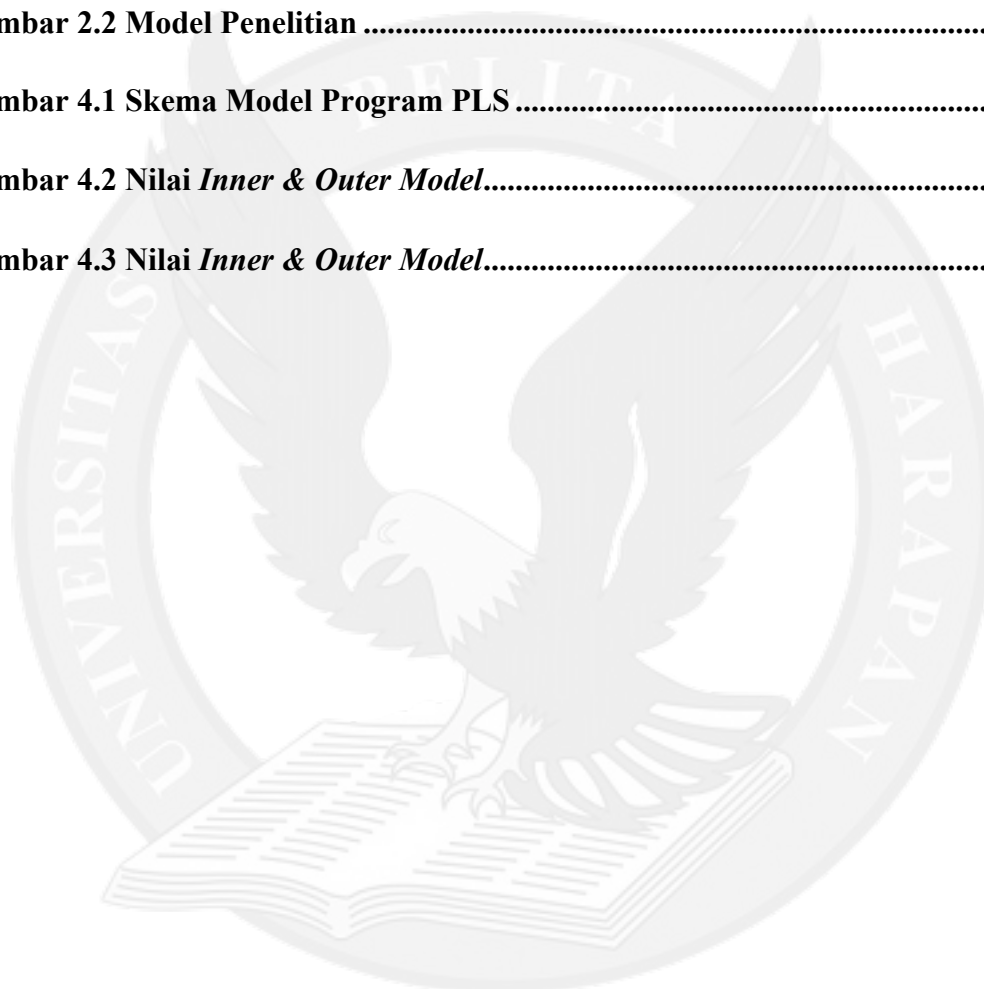 mbar 2.2 Model Penelitian ...............................................................................
mbar 4.1 Skema Model Program PLS ............................................................
mbar 4.2 Nilai Inner & Outer Model................................................................
mbar 4.3 Nilai Inner & Outer Model................................................................
UNIVERSITAS PELITA HARAPAN